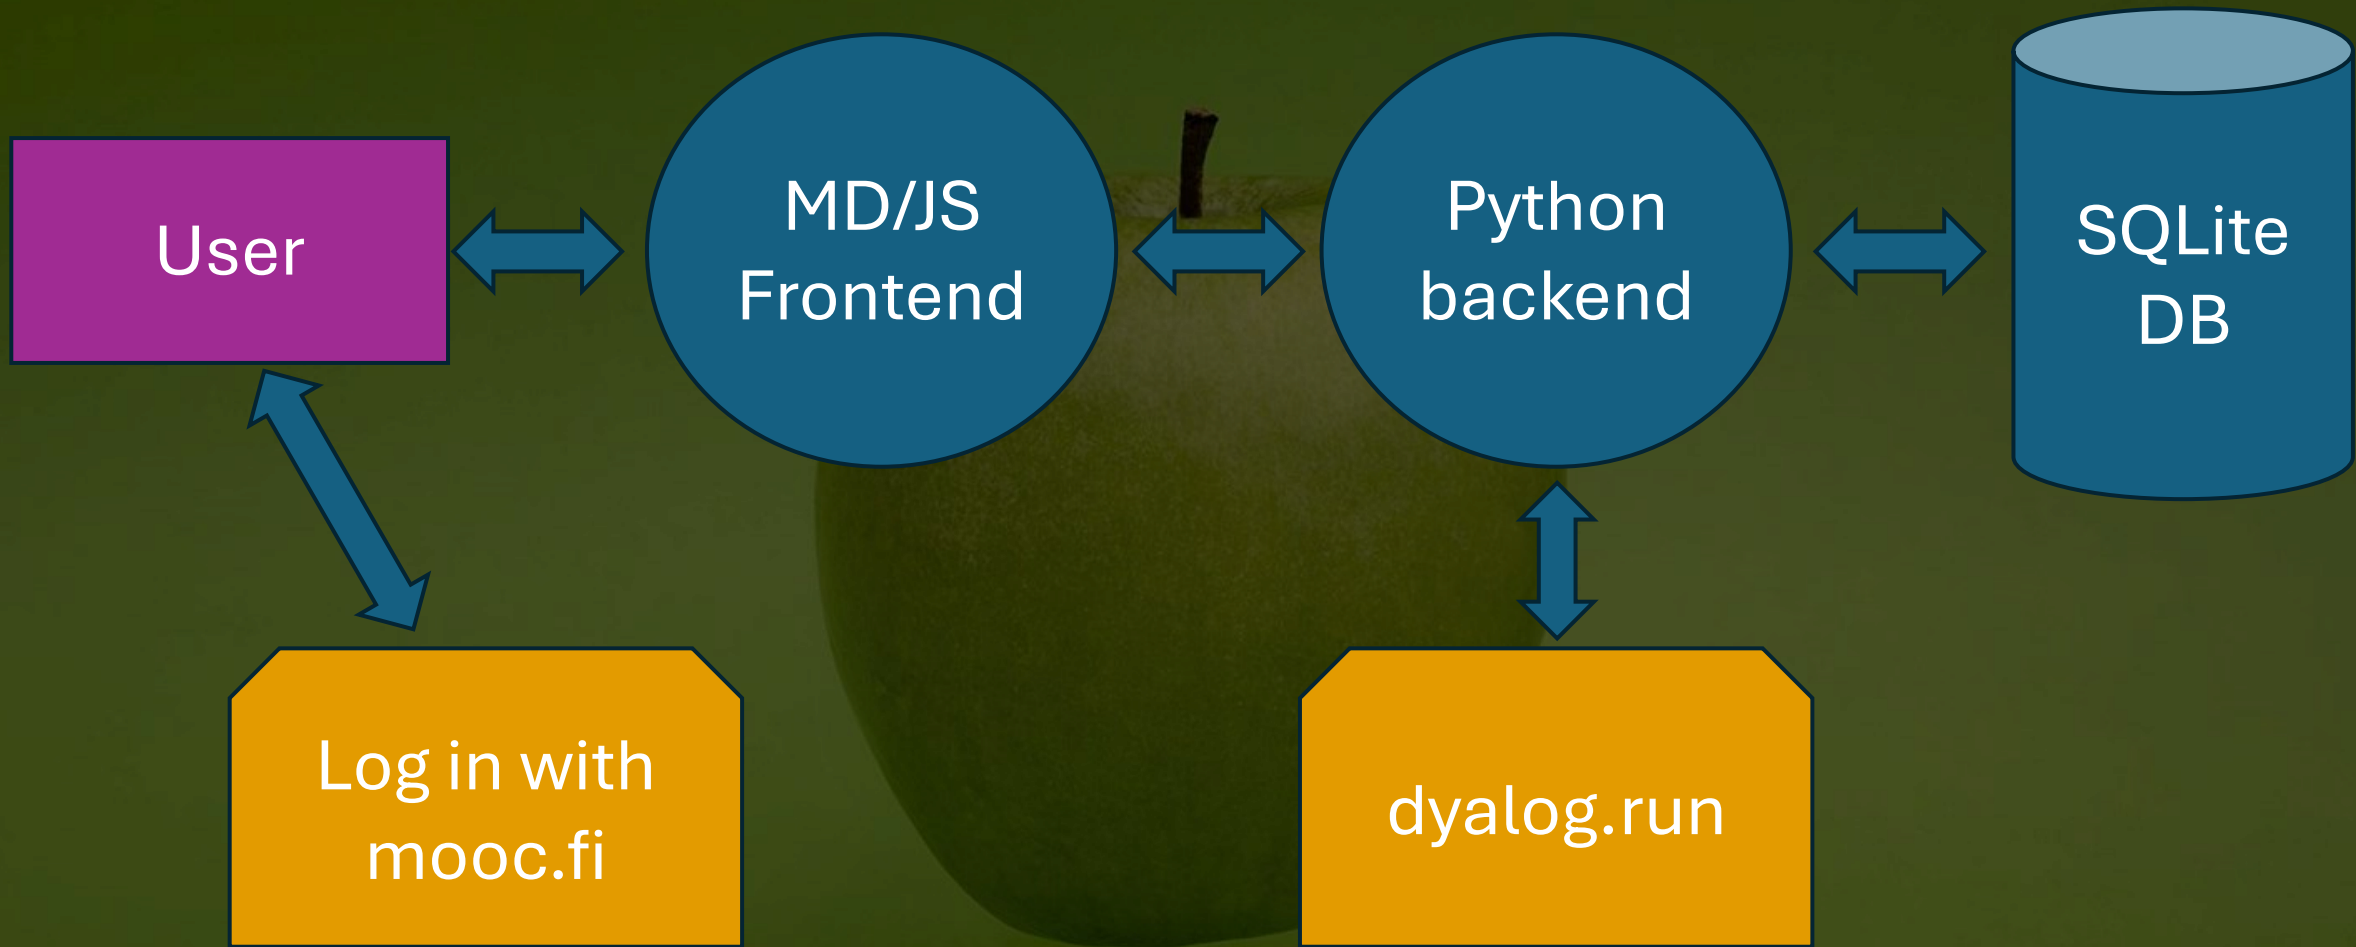 User
MD/JS
Frontend
Python
backend
SQLite
DB
Log in with
mooc.fi
dyalog.run